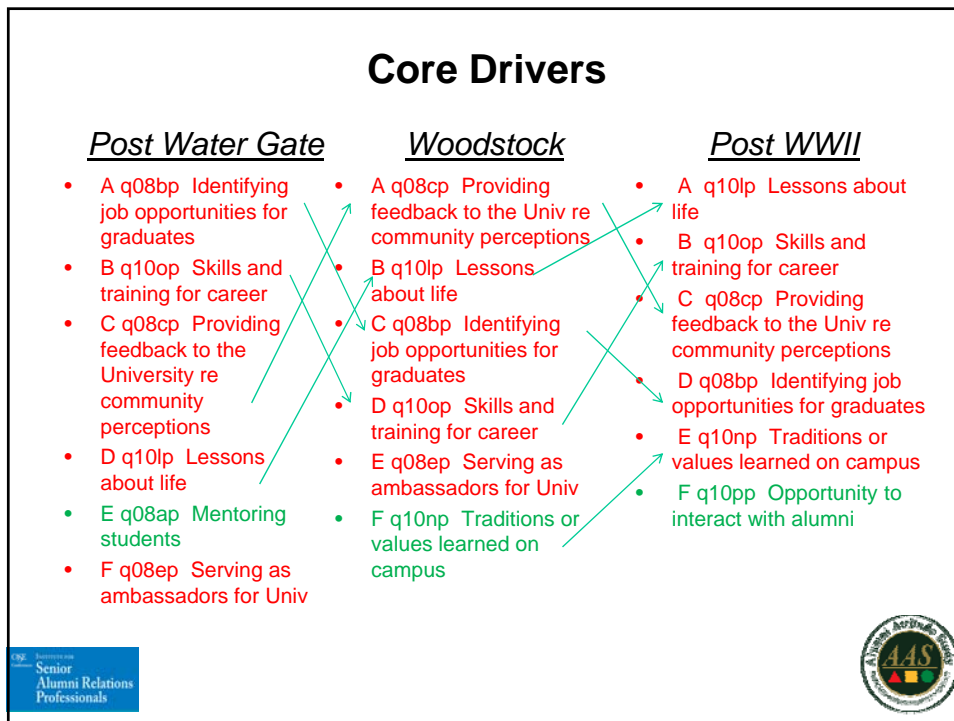 Core Drivers
Post Water Gate
• A q08bp Identifying
job opportunities for
graduates
• B q10op Skills and
training for career
• C q08cp Providing
feedback to the
University re
community
perceptions
• D q10lp Lessons
about life
• E q08ap Mentoring
students
• F q08ep Serving as
ambassadors for Univ
Woodstock
• A q08cp Providing
feedback to the Univ re
community perceptions
• B q10lp Lessons
about life
• C q08bp Identifying
job opportunities for
graduates
• D q10op Skills and
training for career
• E q08ep Serving as
ambassadors for Univ
• F q10np Traditions or
values learned on
campus
Post WWII
• A q10lp Lessons about
life
• B q10op Skills and
training for career
• C q08cp Providing
feedback to the Univ re
community perceptions
• D q08bp Identifying job
opportunities for graduates
• E q10np Traditions or
values learned on campus
• F q10pp Opportunity to
interact with alumni
Senior
Alumni Relations
Professionals
AAS